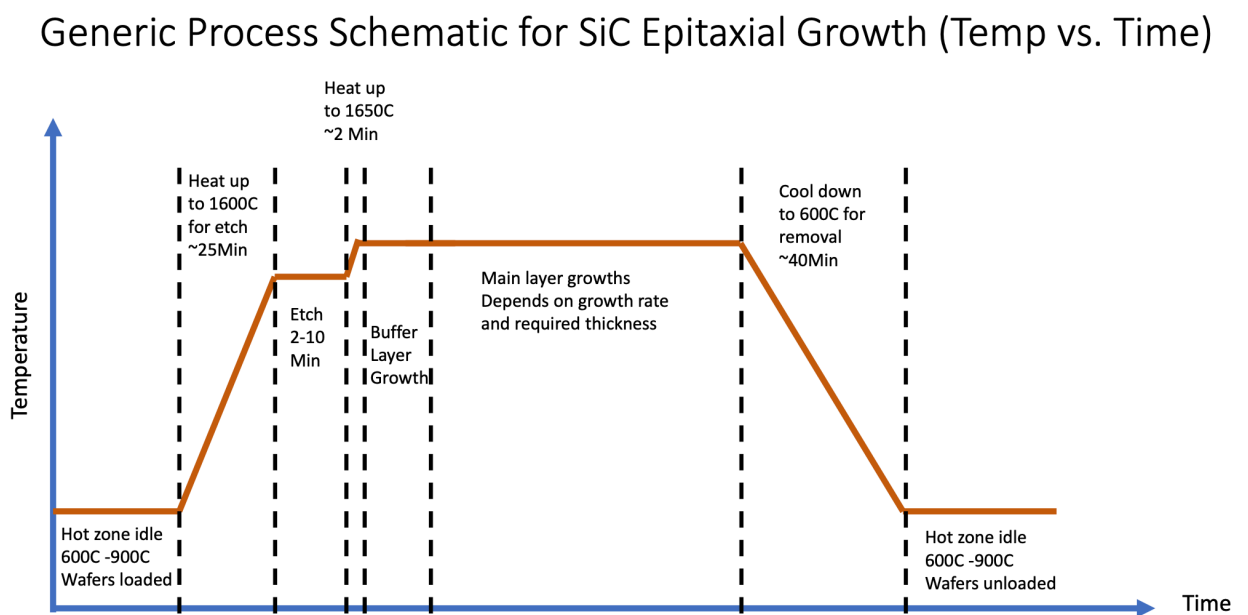 Generic Process Schematic for SiC Epitaxial Growth (Temp vs. Time)
Heat up
to 1650C
~2 Min
Heat up
to 1600C
for etch
~25Min
Cool down
to 600C for
removal
~40Min
Main layer growths
Depends on growth rate
and required thickness
Etch
2-10
Min
Buffer
Layer
Growth
Temperature
Hot zone idle
600C -900C
Wafers loaded
Hot zone idle
600C -900C
Wafers unloaded
Time